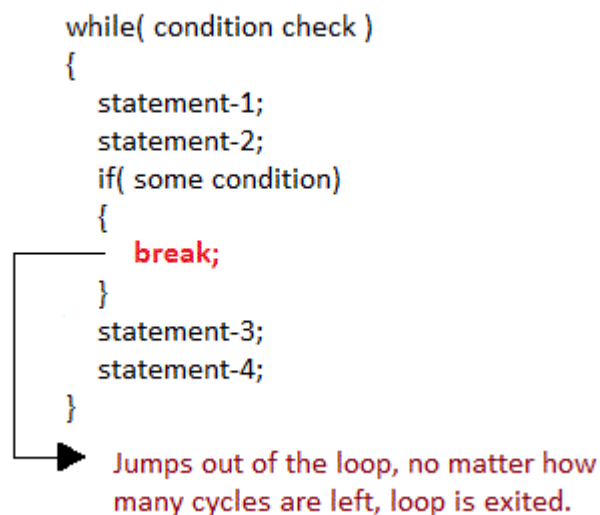 while( condition check )
{
statement-1;
statement-2;
if( some condition)
{
break;
}
statement-3;
statement-4;
}
Jumps out of the loop, no matter how
many cycles are left, loop is exited.